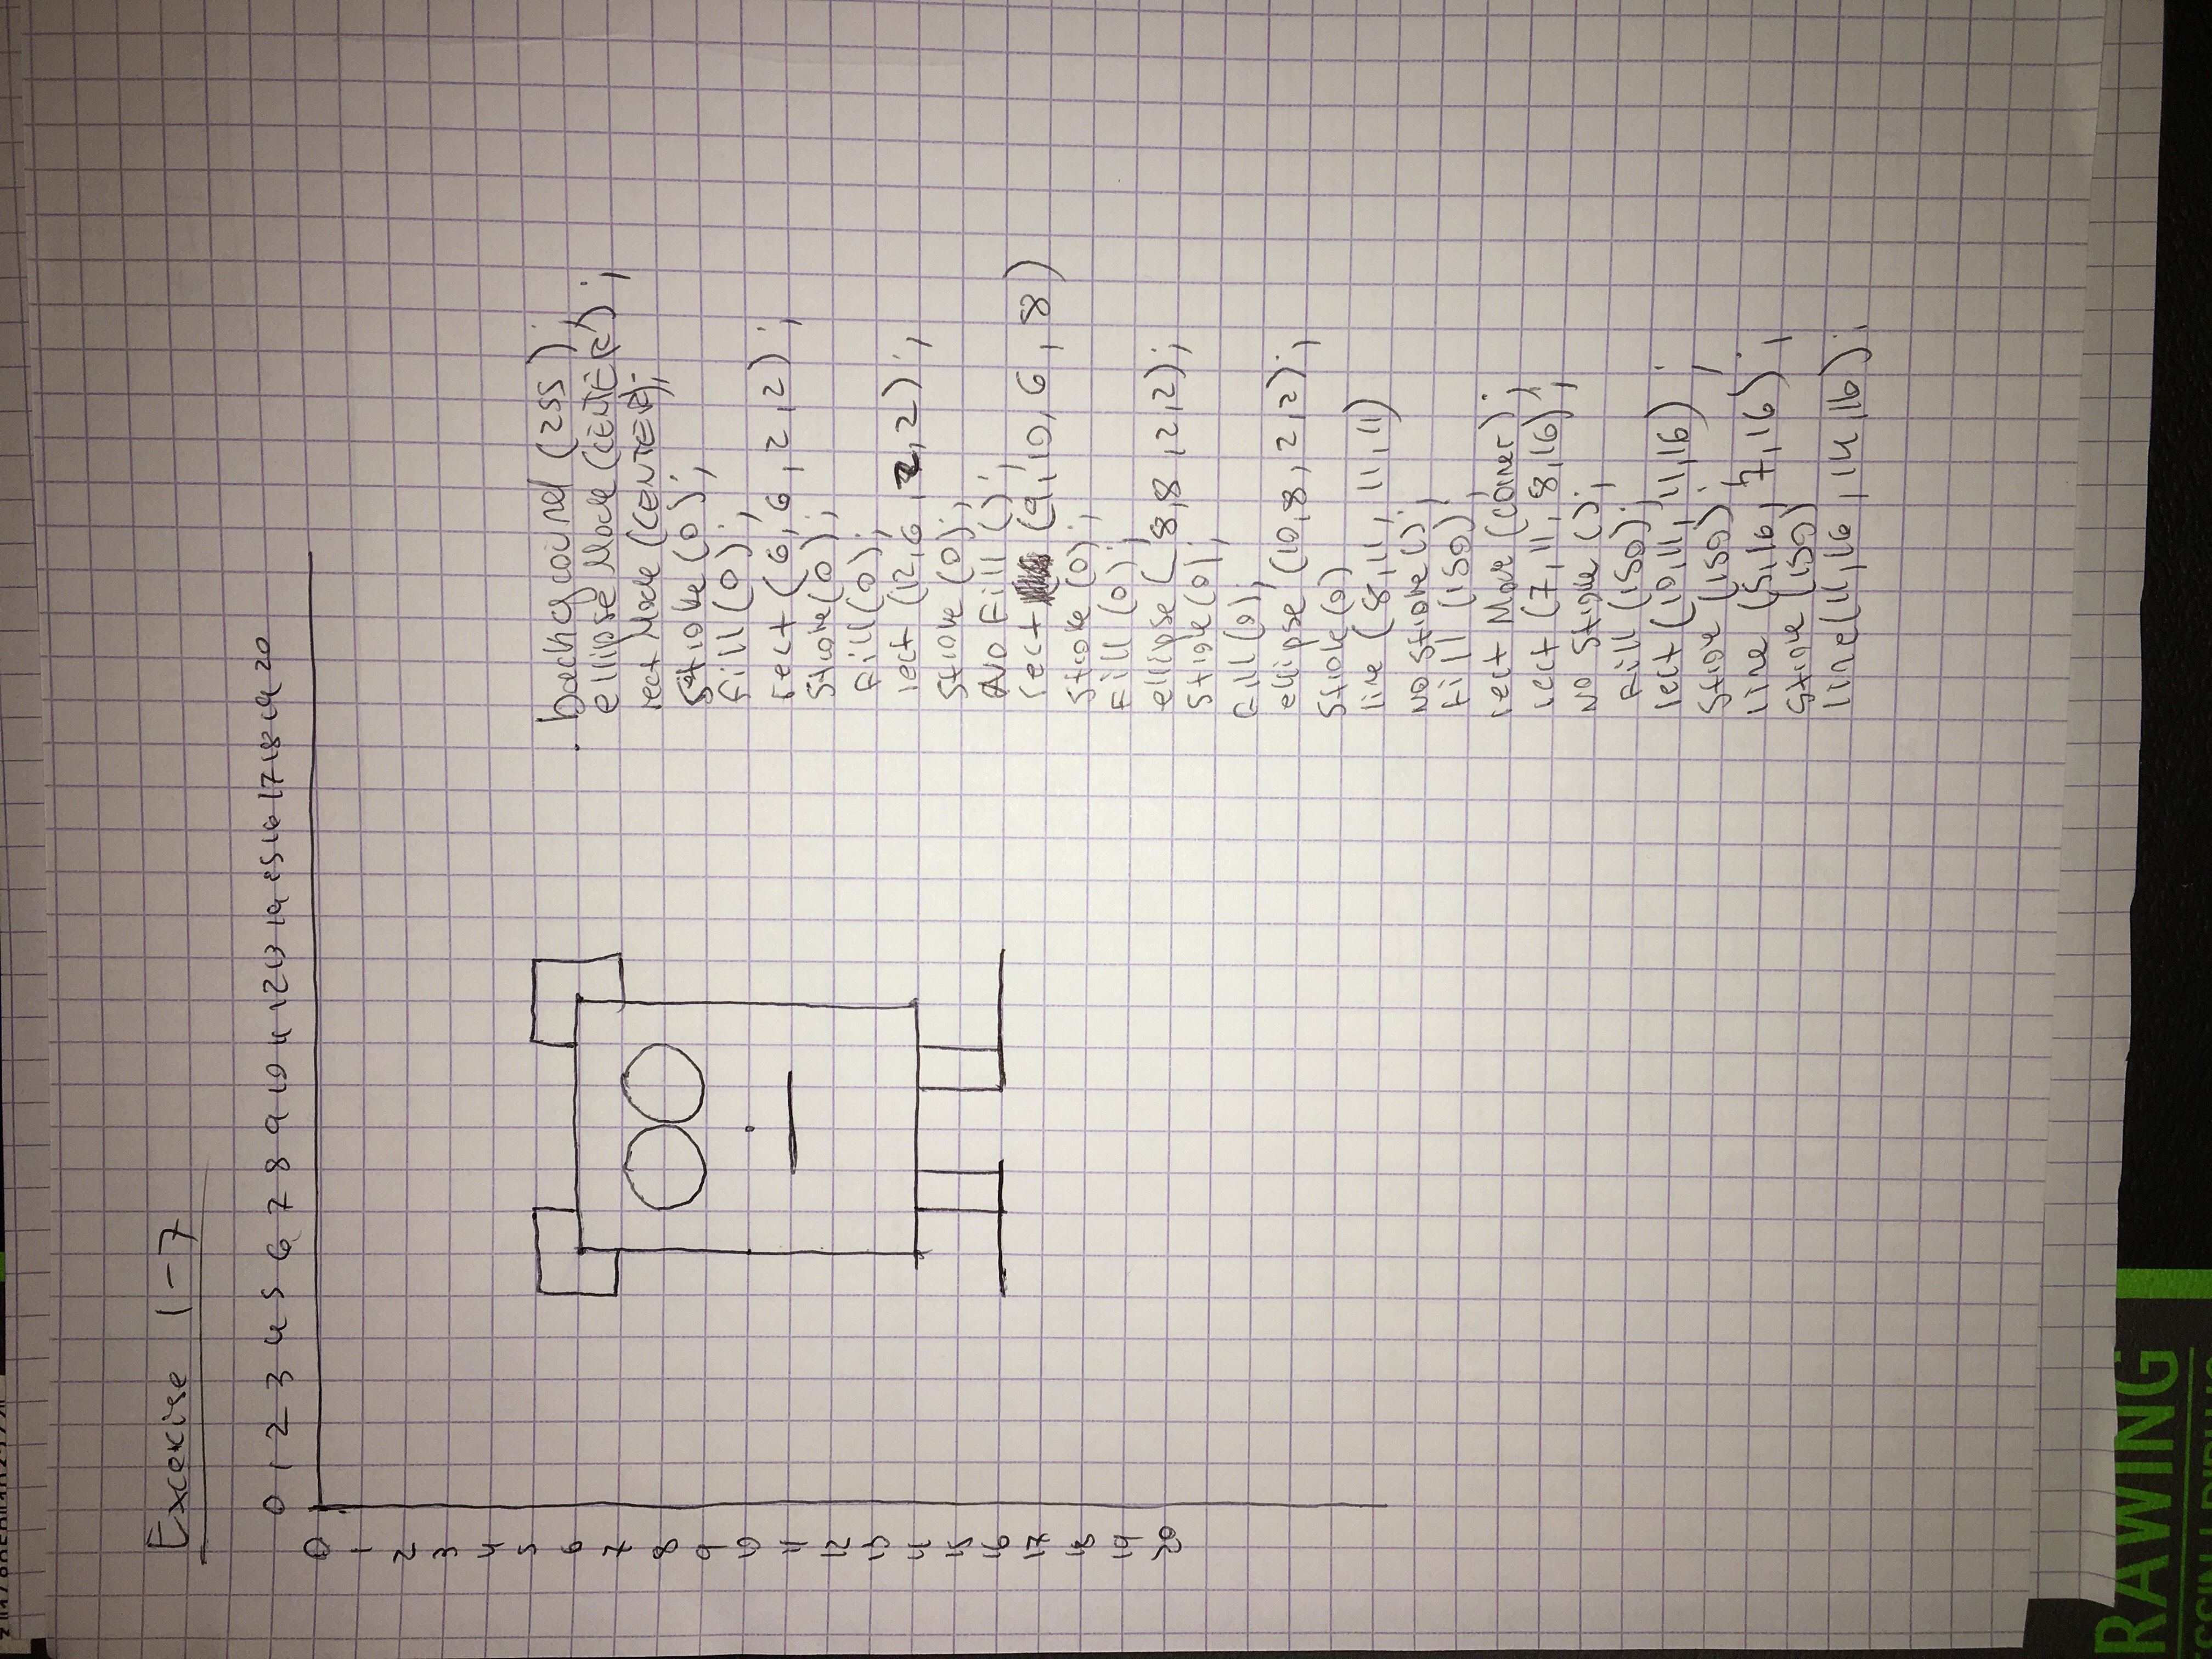 Excercise 1-7
0 1 2 3 4 5 6 7 8 9 10 11 12 13 14 15 16 17 18 19 20
0
1
2
3
4
5
6
7
8
9
10
11
12
13
14
15
16
17
18
19
20
background (255);
ellipse Mode (CENTER);
rect Mode (CENTER);
Stroke (0);
fill (0);
rect (6, 6, 2, 2);
Stroke (0);
Fill (0);
rect (12, 6, 2, 2);
Stroke (0);
No Fill ();
rect (9, 10, 6, 8)
Stroke (0);
Fill (0);
ellipse (8, 8, 2, 2);
Stroke (0);
Fill (0);
ellipse (10, 8, 2, 2);
Stroke (0)
line (8, 11, 11, 11)
No Stroke ();
Fill (150);
rect Mode (Corner);
rect (7, 11, 8, 16);
No Stroke ();
Fill (150);
rect (10, 11, 11, 16);
Stroke (150);
line (5, 16, 7, 16);
Stroke (150)
line (11, 16, 14, 16);
RAWING